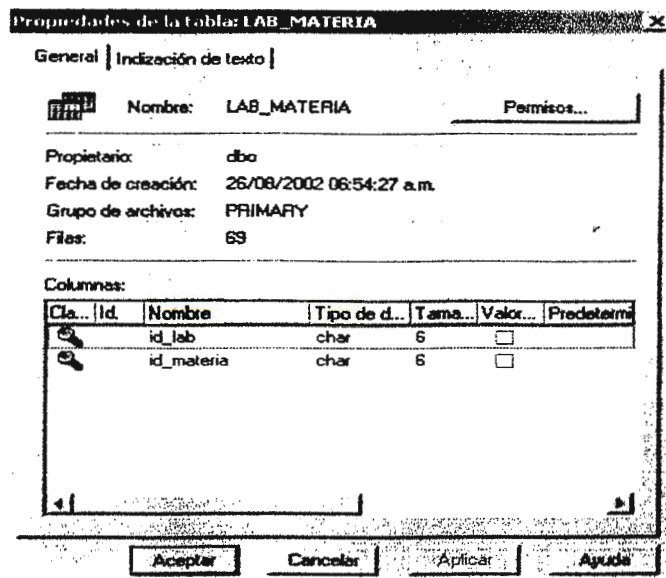 Propiedades de la tabla: LAB_MATERIA
General Indización de texto
Nombre: LAB_MATERIA Permisos...
Propietario: dbo
Fecha de creación: 26/08/2002 06:54:27 a.m.
Grupo de archivos: PRIMARY
Filas: 69
Columnas:
Cla... Id. Nombre Tipo de d... Tama... Valor... Predetermi
id_lab char 6
id_materia char 6
Aceptar Cancelar Aplicar Ayuda